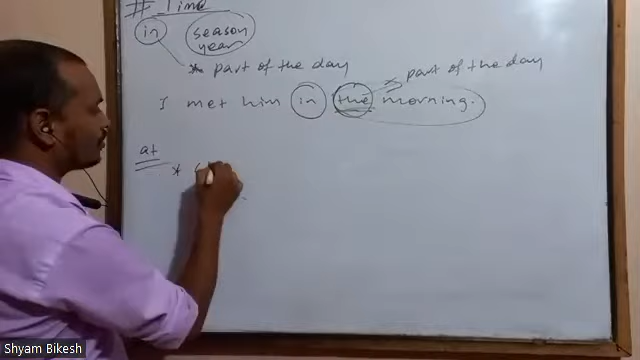 # Time
in season
year
* part of the day
part of the day
I met him in the morning.
at
*
Shyam Bikesh